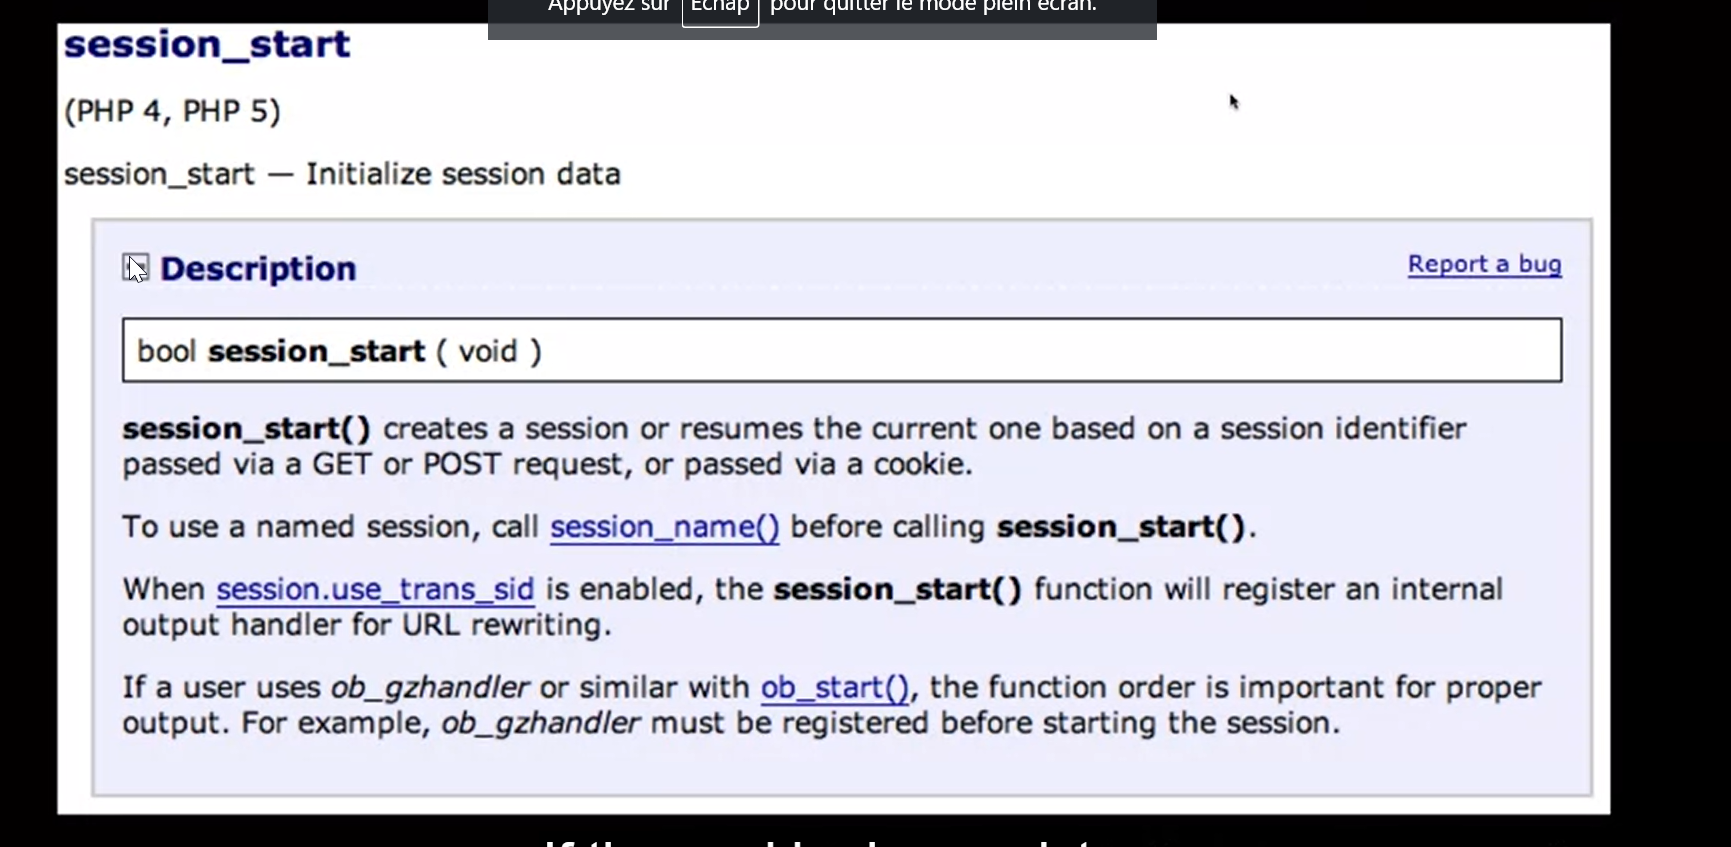 Appuyez sur Échap pour quitter le mode plein écran.
session_start
(PHP 4, PHP 5)
session_start — Initialize session data
Description
Report a bug
bool session_start ( void )
session_start() creates a session or resumes the current one based on a session identifier
passed via a GET or POST request, or passed via a cookie.
To use a named session, call session_name() before calling session_start().
When session.use_trans_sid is enabled, the session_start() function will register an internal
output handler for URL rewriting.
If a user uses ob_gzhandler or similar with ob_start(), the function order is important for proper
output. For example, ob_gzhandler must be registered before starting the session.